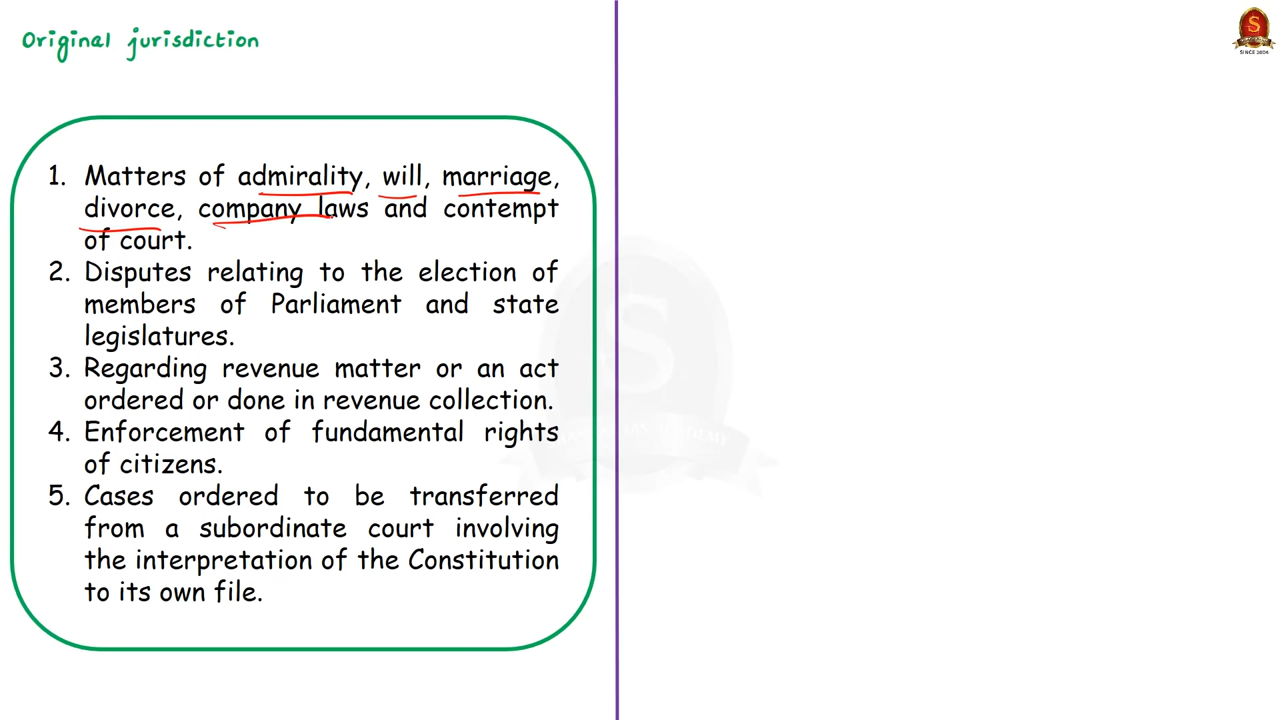 Original jurisdiction
1. Matters of admirality, will, marriage,
divorce, company laws and contempt
of court.
2. Disputes relating to the election of
members of Parliament and state
legislatures.
3. Regarding revenue matter or an act
ordered or done in revenue collection.
4. Enforcement of fundamental rights
of citizens.
5. Cases ordered to be transferred
from a subordinate court involving
the interpretation of the Constitution
to its own file.
S
SINCE 2004
S